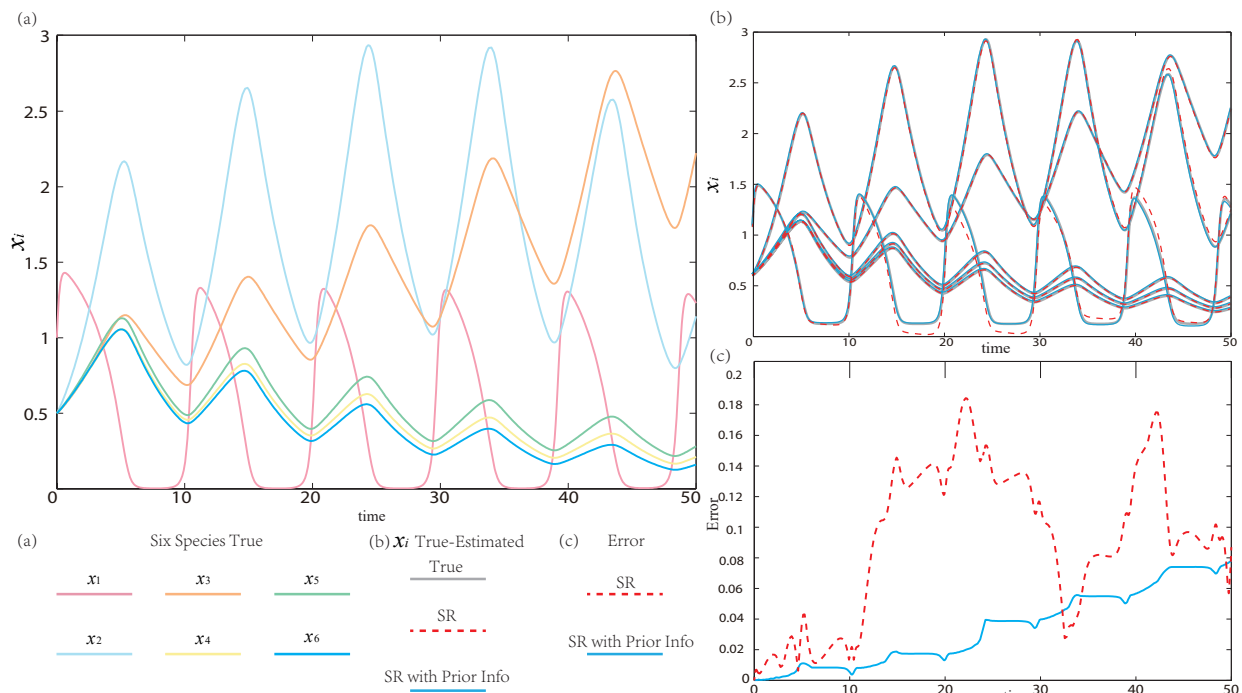 (a)
3
2.5
2
1.5
1
0.5
0
10
20
30
40
50
xi
time
(b)
3
2.5
2
1.5
1
0.5
0
10
20
30
40
50
xi
time
(c)
0.2
0.18
0.16
0.14
0.12
0.1
0.08
0.06
0.04
0.02
0
0
10
20
30
40
50
Error
(a) Six Species True
x1 x3 x5
x2 x4 x6
(b) xi True-Estimated
True
SR
SR with Prior Info
(c) Error
SR
SR with Prior Info